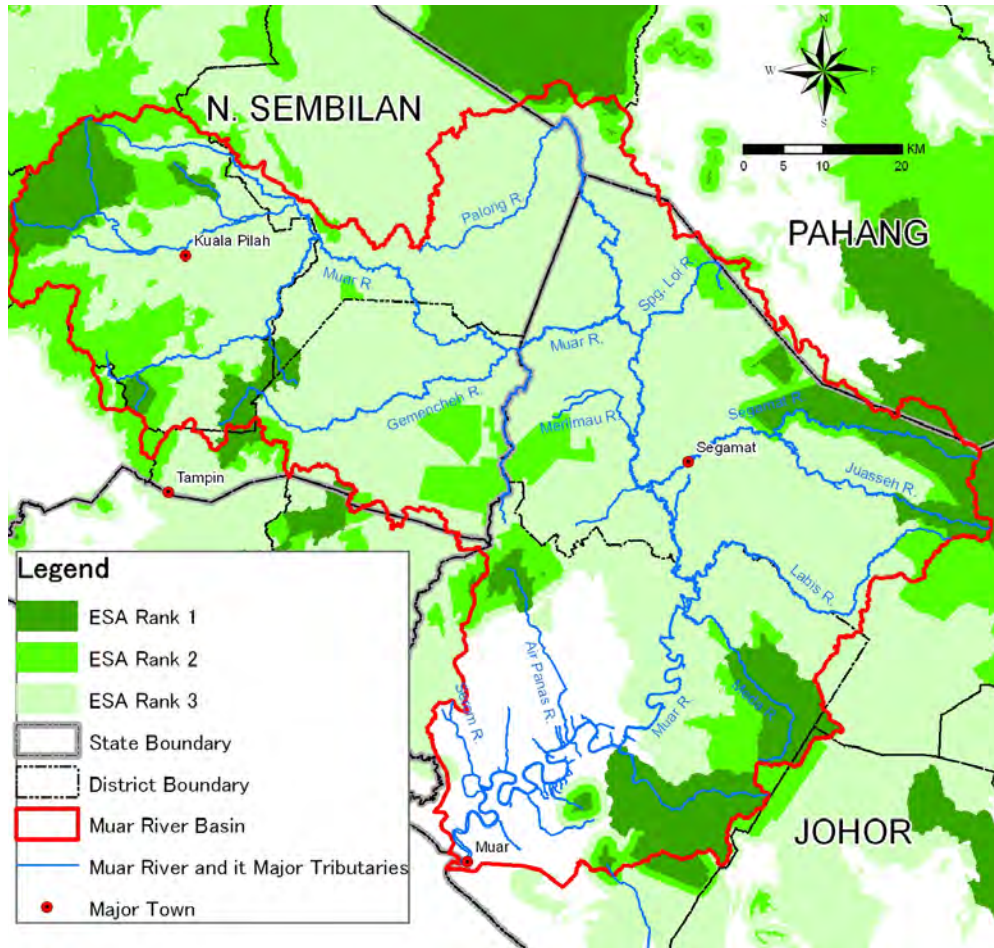 N. SEMBILAN
N
W
E
S
KM
0 5 10 20
PAHANG
Palong R.
Kuala Pilah
Muar R.
Spg. Loi R.
Muar R.
Gemencheh R.
Merlimau R.
Segamat R.
Segamat
Juasseh R.
Tampin
Labis R.
Air Panas R.
Muar R.
Muar
JOHOR
Legend
ESA Rank 1
ESA Rank 2
ESA Rank 3
State Boundary
District Boundary
Muar River Basin
Muar River and it Major Tributaries
Major Town